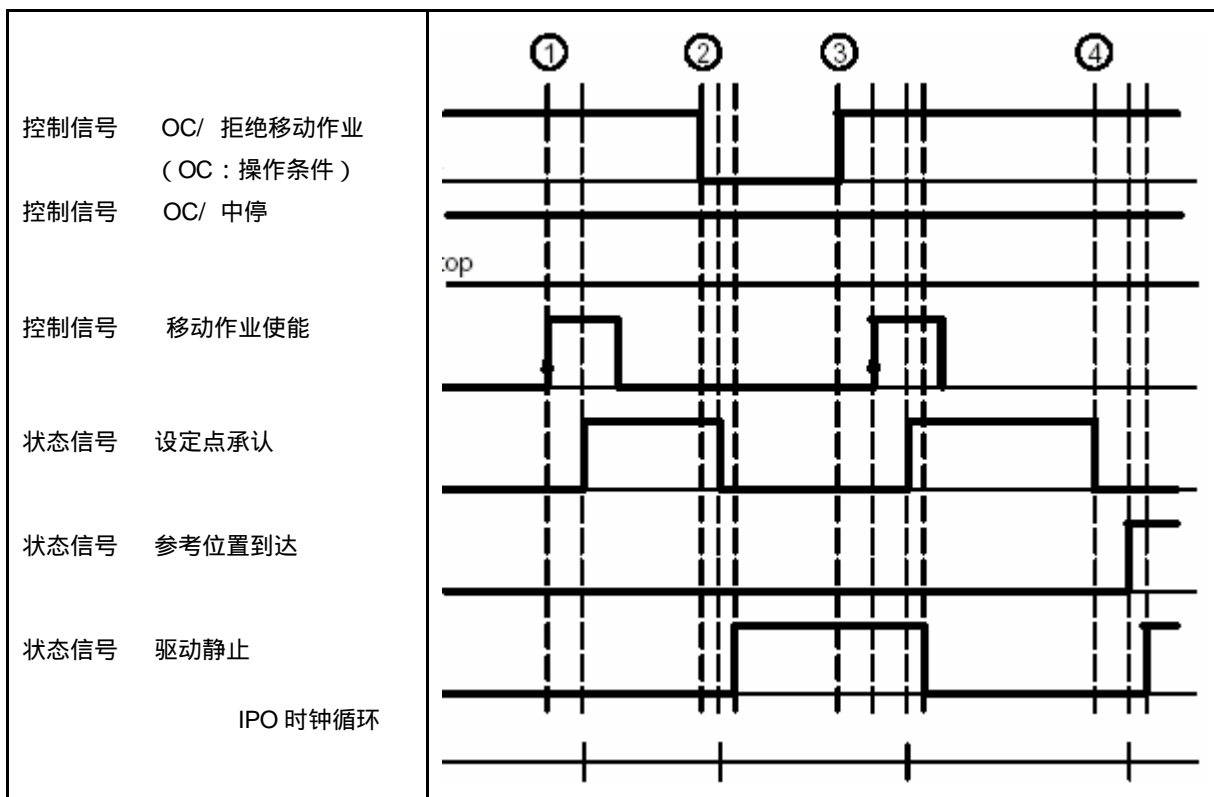 ① ② ③ ④
控制信号 OC/ 拒绝移动作业
（OC：操作条件）
控制信号 OC/ 中停
top
控制信号 移动作业使能
状态信号 设定点承认
状态信号 参考位置到达
状态信号 驱动静止
IPO 时钟循环